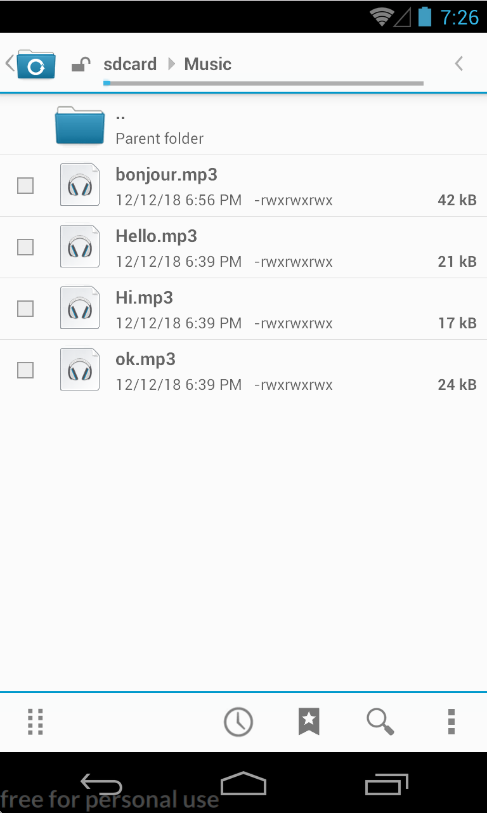 7:26
sdcard Music
..
Parent folder
bonjour.mp3
12/12/18 6:56 PM -rwxrwxrwx 42 kB
Hello.mp3
12/12/18 6:39 PM -rwxrwxrwx 21 kB
Hi.mp3
12/12/18 6:39 PM -rwxrwxrwx 17 kB
ok.mp3
12/12/18 6:39 PM -rwxrwxrwx 24 kB
free for personal use